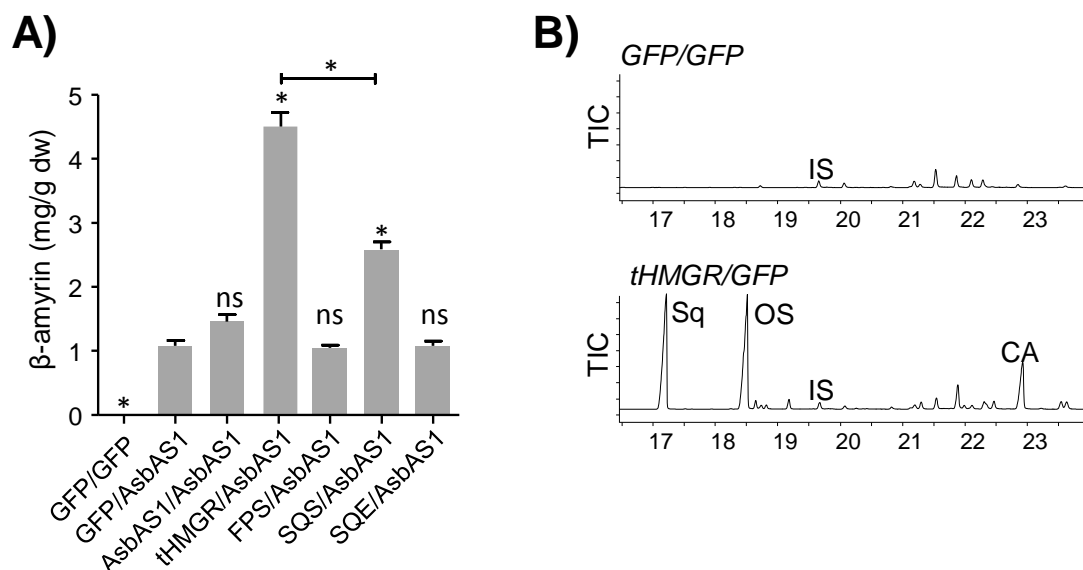 A)
*
β-amyrin (mg/g dw)
5
4
3
2
1
0
*
ns
*
ns
*
ns
*
GFP/GFP
GFP/AsbAS1
AsbAS1/AsbAS1
tHMGR/AsbAS1
FPS/AsbAS1
SQS/AsbAS1
SQE/AsbAS1
B)
GFP/GFP
TIC
IS
17 18 19 20 21 22 23
tHMGR/GFP
TIC
Sq OS
CA
IS
17 18 19 20 21 22 23